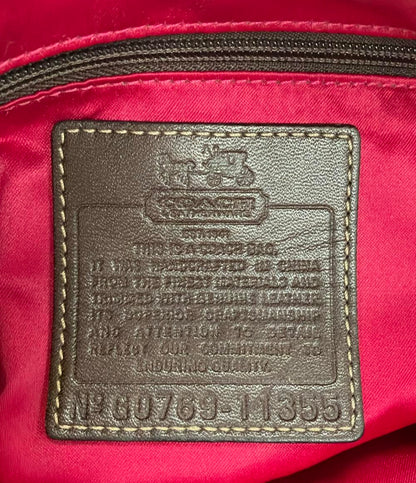 COACH
THIS IS A COACH BAG.
IT WAS HANDCRAFTED IN CHINA
FROM THE FINEST MATERIALS AND
TRIMMED WITH GENUINE LEATHER.
ITS SUPERIOR CRAFTSMANSHIP
AND ATTENTION TO DETAIL
REFLECT OUR COMMITMENT TO
ENDURING QUALITY.
Nº G0769-11355